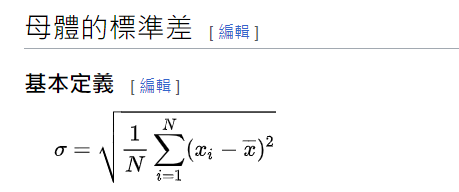 母體的標準差 [編輯]
基本定義 [編輯]
σ = √(1/N ∑_{i=1}^{N} (x_i − x̄)²)